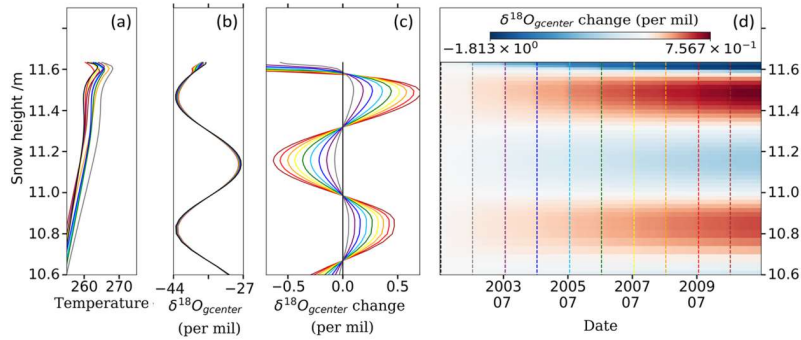 (a)
(b)
(c)
(d)
δ¹⁸O_gcenter change (per mil)
−1.813 × 10⁰
7.567 × 10⁻¹
Snow height /m
11.6
11.4
11.2
11.0
10.8
10.6
260 270
Temperature
−44 −27
δ¹⁸O_gcenter
(per mil)
−0.5 0.0 0.5
δ¹⁸O_gcenter change
(per mil)
2003 2005 2007 2009
07 07 07 07
Date
11.6
11.4
11.2
11.0
10.8
10.6